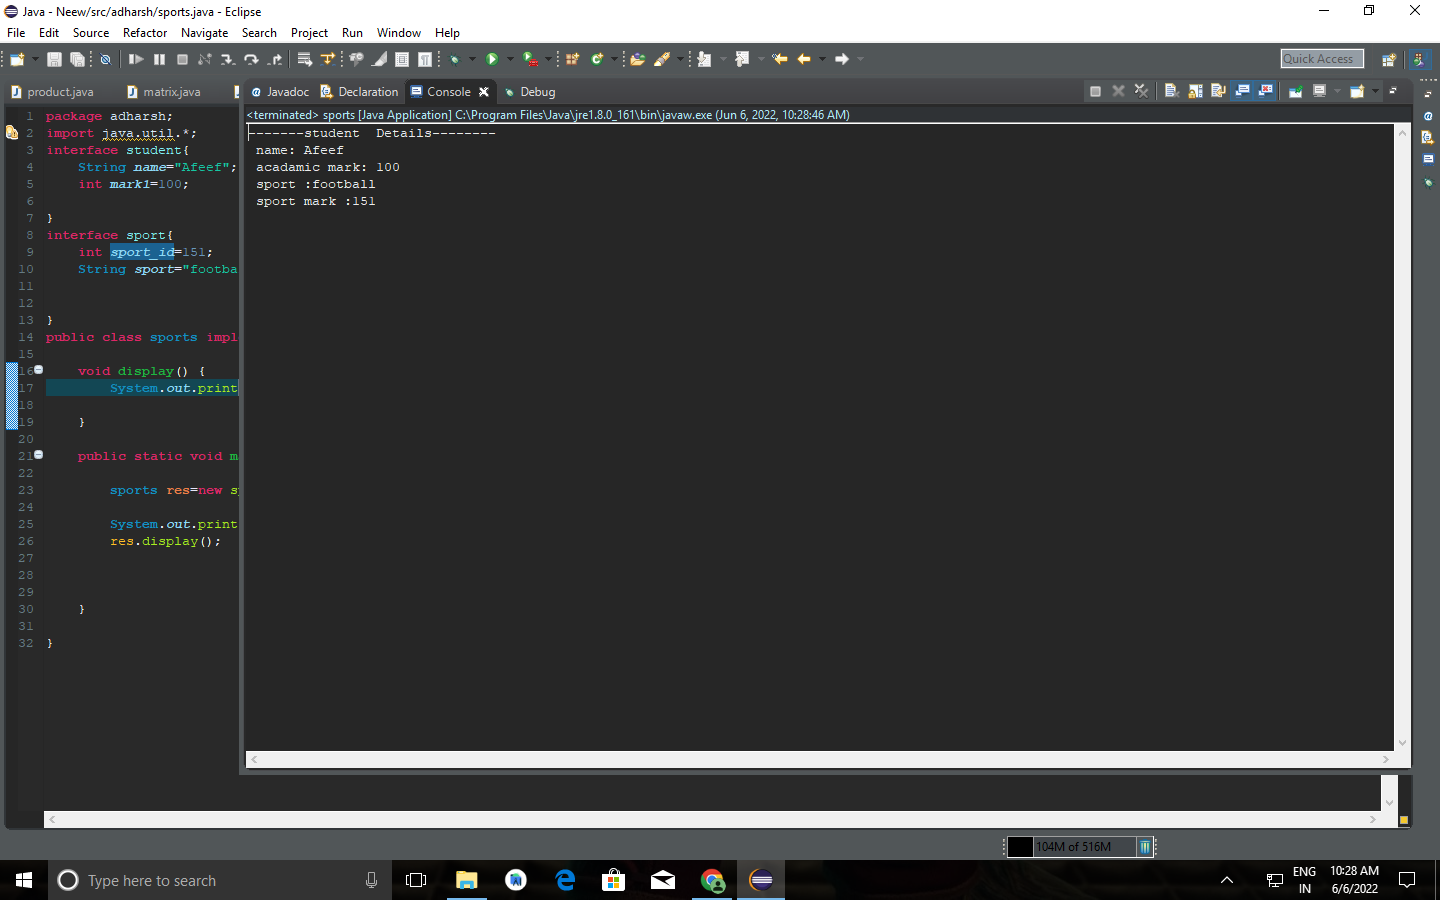 Java - Neew/src/adharsh/sports.java - Eclipse
File Edit Source Refactor Navigate Search Project Run Window Help
Quick Access
product.java matrix.java
@ Javadoc Declaration Console Debug
<terminated> sports [Java Application] C:\Program Files\Java\jre1.8.0_161\bin\javaw.exe (Jun 6, 2022, 10:28:46 AM)
1 package adharsh;
2 import java.util.*;
3 interface student{
4 String name="Afeef";
5 int mark1=100;
6
7 }
8 interface sport{
9 int sport_id=151;
10 String sport="footba
11
12
13 }
14 public class sports impl
15
16 void display() {
17 System.out.print
18
19 }
20
21 public static void m
22
23 sports res=new s
24
25 System.out.print
26 res.display();
27
28
29
30 }
31
32 }
-------student Details--------
name: Afeef
acadamic mark: 100
sport :football
sport mark :151
104M of 516M
Type here to search
ENG
IN
10:28 AM
6/6/2022